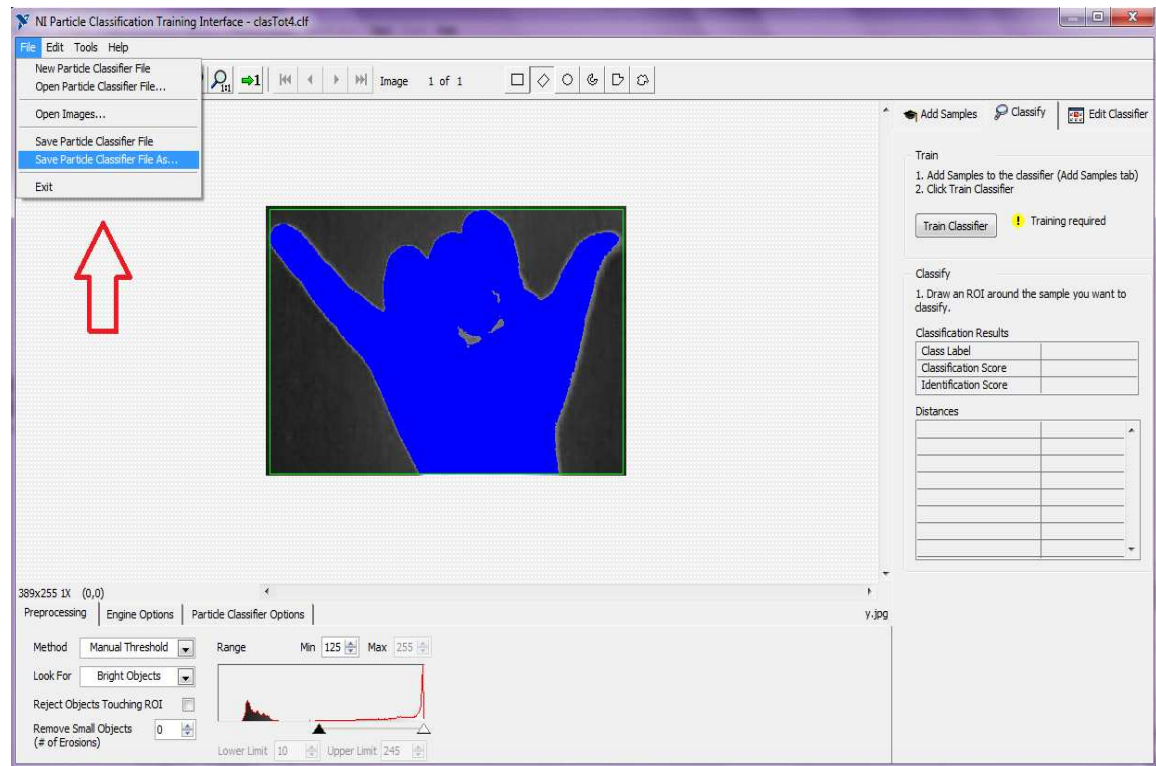 NI Particle Classification Training Interface - clasTot4.clf
File Edit Tools Help
New Particle Classifier File
Open Particle Classifier File...
Open Images...
Save Particle Classifier File
Save Particle Classifier File As...
Exit
1:1
1
Image 1 of 1
Add Samples Classify Edit Classifier
Train
1. Add Samples to the classifier (Add Samples tab)
2. Click Train Classifier
Train Classifier ! Training required
Classify
1. Draw an ROI around the sample you want to
classify.
Classification Results
Class Label
Classification Score
Identification Score
Distances
389x255 1X (0,0)
Preprocessing Engine Options Particle Classifier Options y.jpg
Method Manual Threshold Range Min 125 Max 255
Look For Bright Objects
Reject Objects Touching ROI
Remove Small Objects 0
(# of Erosions)
Lower Limit 10 Upper Limit 245